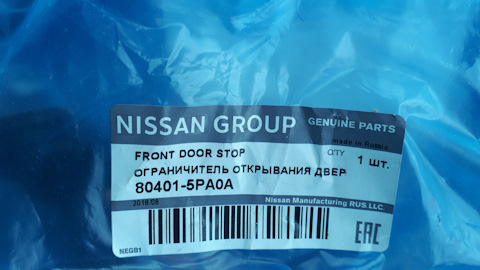 NISSAN GROUP GENUINE PARTS
made in Russia
FRONT DOOR STOP QTY 1 шт.
ОГРАНИЧИТЕЛЬ ОТКРЫВАНИЯ ДВЕР
80401-5PA0A
2018.08 Nissan Manufacturing RUS.LLC.
NEGB1
EAC